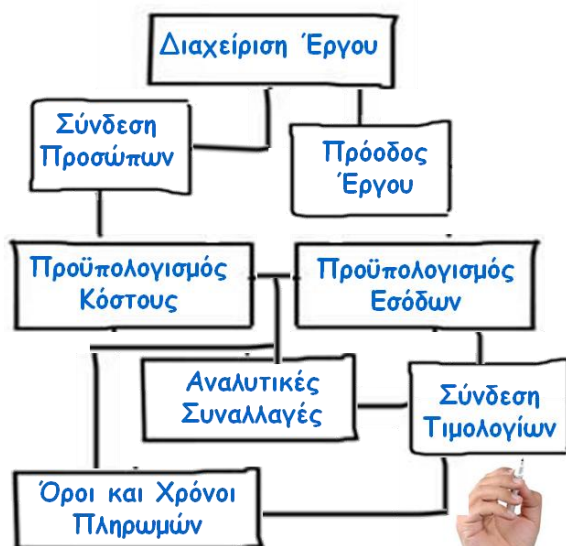 Διαχείριση Έργου
Σύνδεση
Προσώπων
Πρόοδος
Έργου
Προϋπολογισμός
Κόστους
Προϋπολογισμός
Εσόδων
Αναλυτικές
Συναλλαγές
Σύνδεση
Τιμολογίων
Όροι και Χρόνοι
Πληρωμών